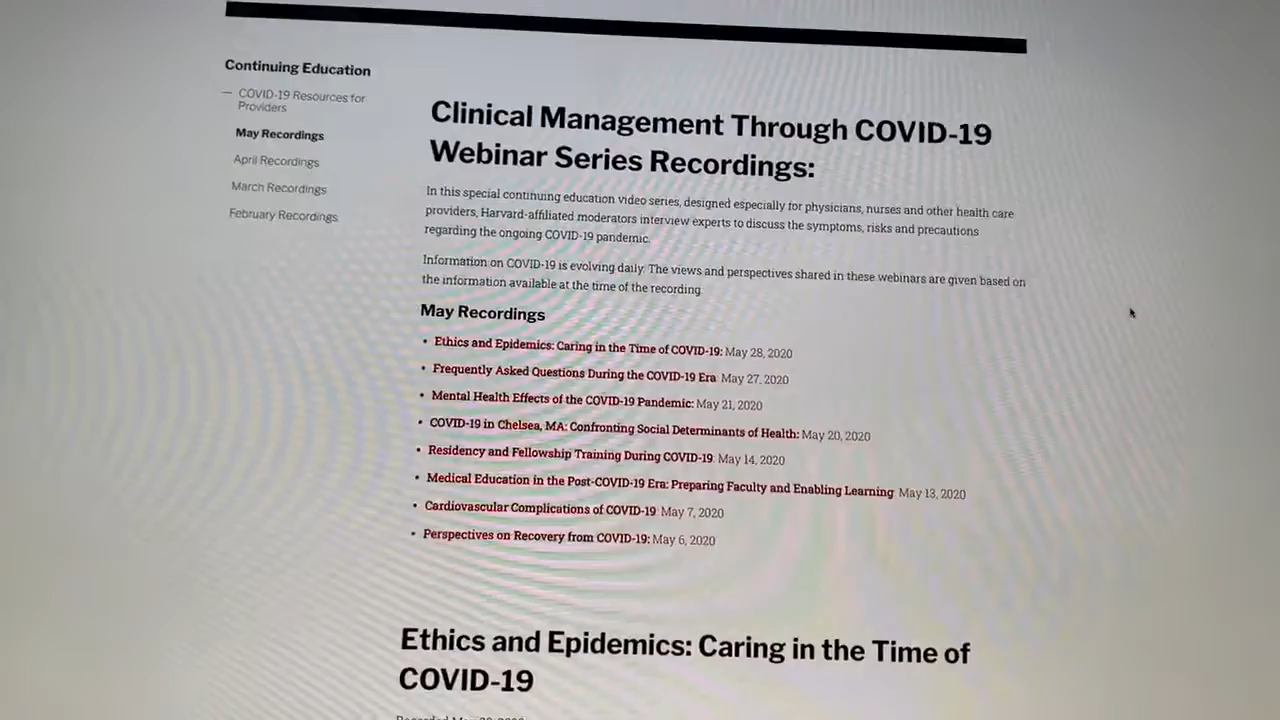 Continuing Education
— COVID-19 Resources for
Providers
May Recordings
April Recordings
March Recordings
February Recordings
Clinical Management Through COVID-19
Webinar Series Recordings:
In this special continuing education video series, designed especially for physicians, nurses and other health care
providers, Harvard-affiliated moderators interview experts to discuss the symptoms, risks and precautions
regarding the ongoing COVID-19 pandemic.
Information on COVID-19 is evolving daily. The views and perspectives shared in these webinars are given based on
the information available at the time of the recording.
May Recordings
• Ethics and Epidemics: Caring in the Time of COVID-19: May 28, 2020
• Frequently Asked Questions During the COVID-19 Era: May 27, 2020
• Mental Health Effects of the COVID-19 Pandemic: May 21, 2020
• COVID-19 in Chelsea, MA: Confronting Social Determinants of Health: May 20, 2020
• Residency and Fellowship Training During COVID-19: May 14, 2020
• Medical Education in the Post-COVID-19 Era: Preparing Faculty and Enabling Learning: May 13, 2020
• Cardiovascular Complications of COVID-19: May 7, 2020
• Perspectives on Recovery from COVID-19: May 6, 2020
Ethics and Epidemics: Caring in the Time of
COVID-19